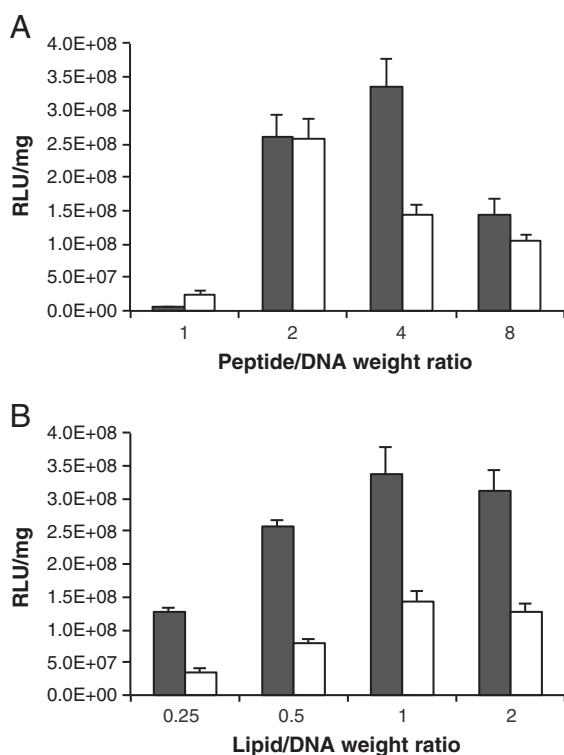 A
4.0E+08
3.5E+08
3.0E+08
2.5E+08
2.0E+08
1.5E+08
1.0E+08
5.0E+07
0.0E+00
RLU/mg
1 2 4 8
Peptide/DNA weight ratio
B
4.0E+08
3.5E+08
3.0E+08
2.5E+08
2.0E+08
1.5E+08
1.0E+08
5.0E+07
0.0E+00
RLU/mg
0.25 0.5 1 2
Lipid/DNA weight ratio